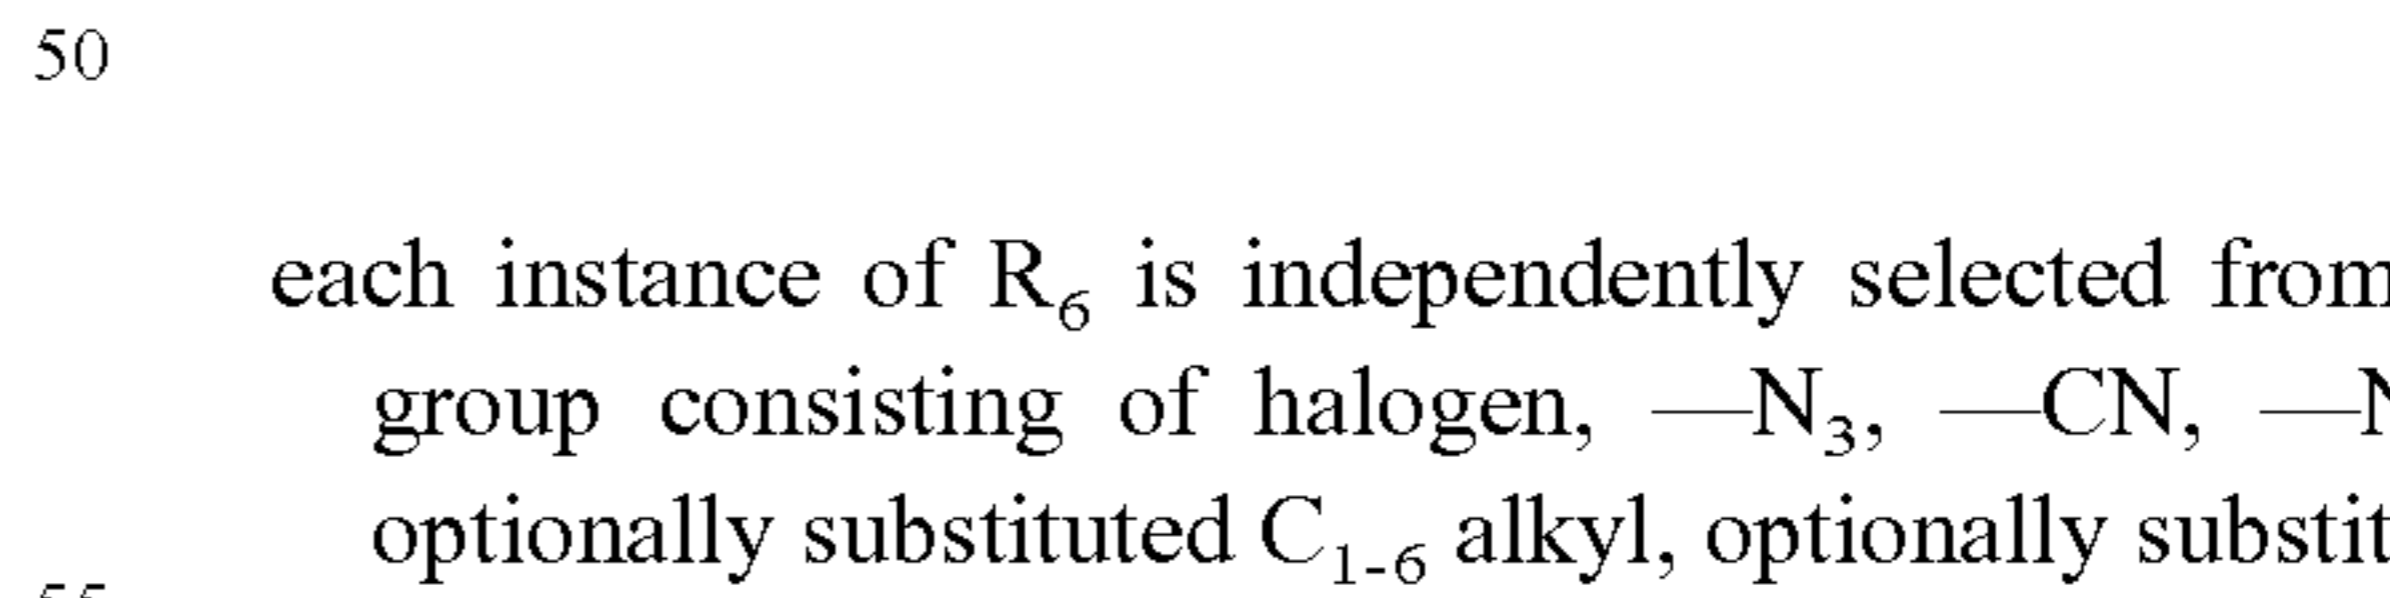 50
each instance of R₆ is independently selected from
group consisting of halogen, —N₃, —CN,
optionally substituted C₁₋₆ alkyl, optionally